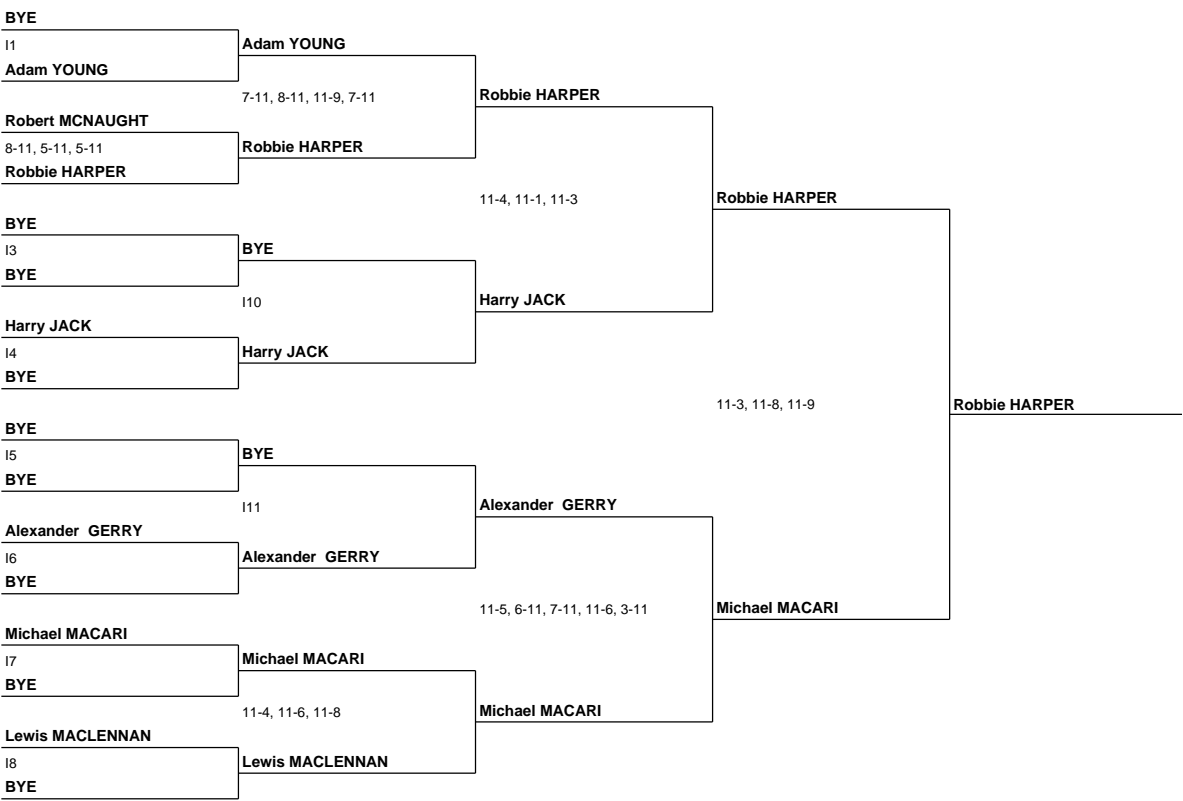 BYE
I1
Adam YOUNG
Adam YOUNG
7-11, 8-11, 11-9, 7-11
Robbie HARPER
Robert MCNAUGHT
8-11, 5-11, 5-11
Robbie HARPER
Robbie HARPER
11-4, 11-1, 11-3
Robbie HARPER
BYE
I3
BYE
BYE
I10
Harry JACK
Harry JACK
I4
Harry JACK
BYE
11-3, 11-8, 11-9
Robbie HARPER
BYE
I5
BYE
BYE
I11
Alexander GERRY
Alexander GERRY
I6
Alexander GERRY
BYE
11-5, 6-11, 7-11, 11-6, 3-11
Michael MACARI
Michael MACARI
I7
Michael MACARI
BYE
11-4, 11-6, 11-8
Michael MACARI
Lewis MACLENNAN
I8
Lewis MACLENNAN
BYE